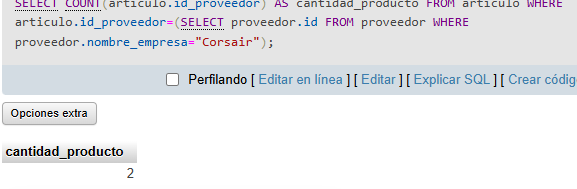 SELECT COUNT(articulo.id_proveedor) AS cantidad_producto FROM articulo WHERE
articulo.id_proveedor=(SELECT proveedor.id FROM proveedor WHERE
proveedor.nombre_empresa="Corsair");
Perfilando [ Editar en línea ] [ Editar ] [ Explicar SQL ] [ Crear códig
Opciones extra
cantidad_producto
2